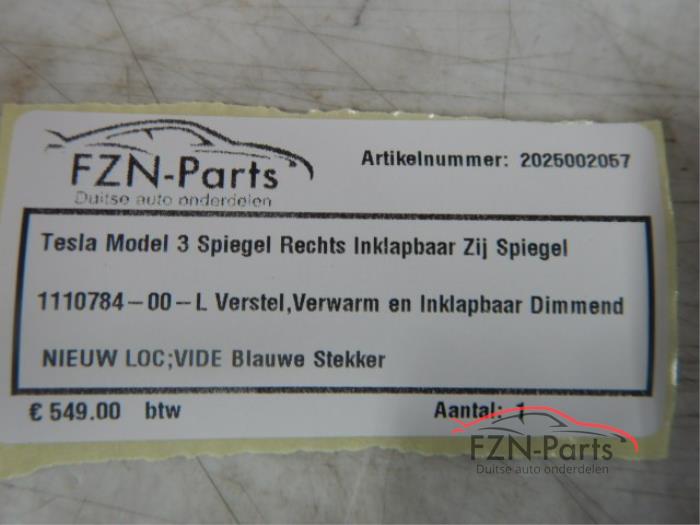 FZN-Parts
Duitse auto onderdelen
Artikelnummer: 2025002057
Tesla Model 3 Spiegel Rechts Inklapbaar Zij Spiegel
1110784-00-L Verstel,Verwarm en Inklapbaar Dimmend
NIEUW LOC;VIDE Blauwe Stekker
€ 549.00 btw
Aantal: 1
FZN-Parts
Duitse auto onderdelen